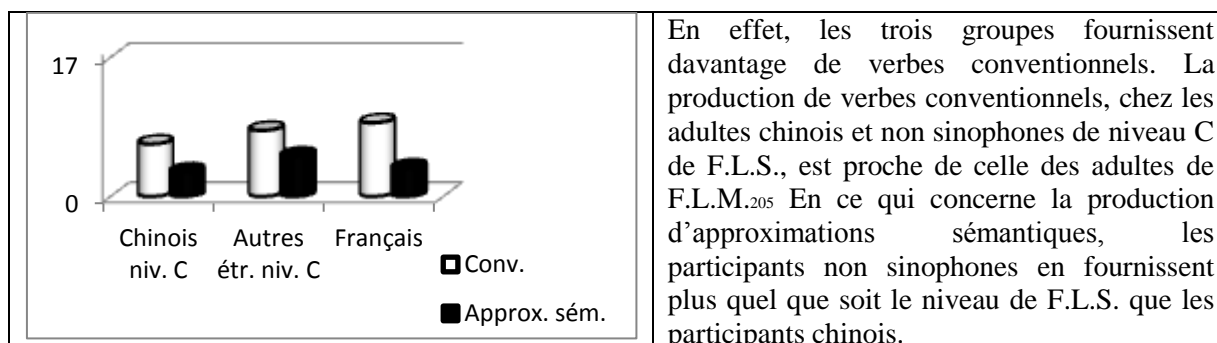 17
0
Chinois niv. C
Autres étr. niv. C
Français
Conv.
Approx. sém.
En effet, les trois groupes fournissent
davantage de verbes conventionnels. La
production de verbes conventionnels, chez les
adultes chinois et non sinophones de niveau C
de F.L.S., est proche de celle des adultes de
F.L.M.205 En ce qui concerne la production
d’approximations sémantiques, les
participants non sinophones en fournissent
plus quel que soit le niveau de F.L.S. que les
participants chinois.